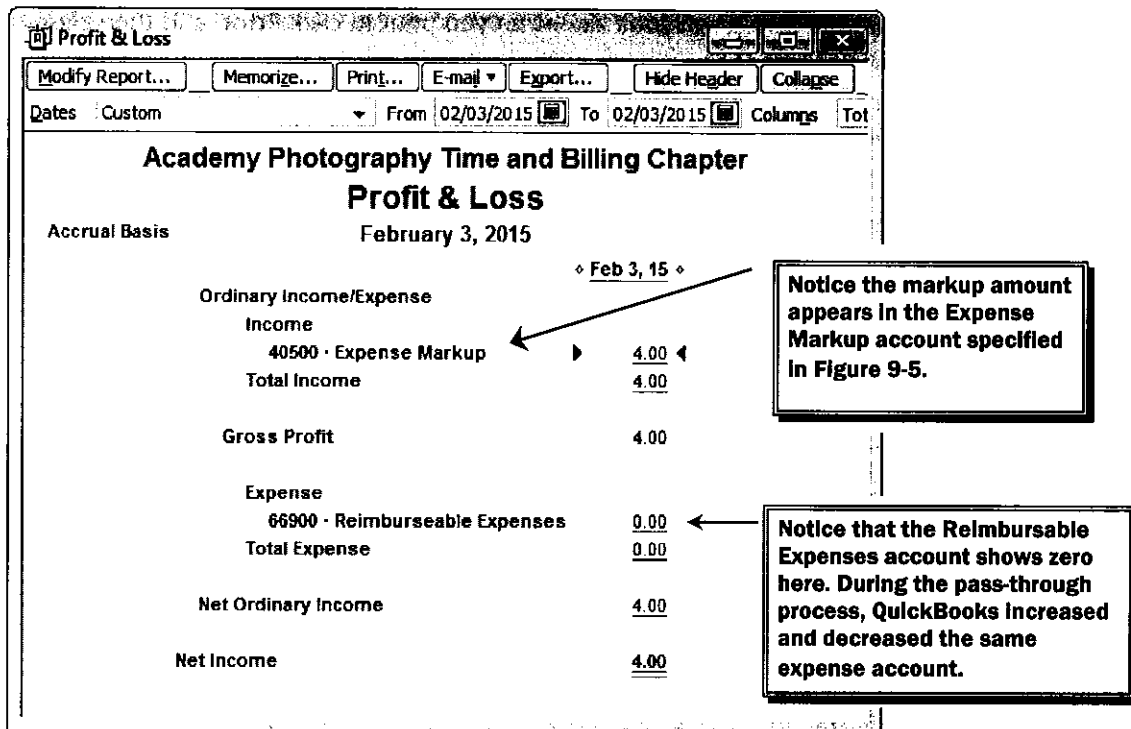 Profit & Loss
Modify Report...
Memorize...
Print...
E-mail
Export...
Hide Header
Collapse
Dates Custom From 02/03/2015 To 02/03/2015 Columns Tot
Academy Photography Time and Billing Chapter
Profit & Loss
Accrual Basis February 3, 2015
Feb 3, 15
Ordinary Income/Expense
Income
40500 · Expense Markup 4.00
Total Income 4.00
Gross Profit 4.00
Expense
66900 · Reimburseable Expenses 0.00
Total Expense 0.00
Net Ordinary Income 4.00
Net Income 4.00
Notice the markup amount
appears in the Expense
Markup account specified
in Figure 9-5.
Notice that the Reimbursable
Expenses account shows zero
here. During the pass-through
process, QuickBooks increased
and decreased the same
expense account.